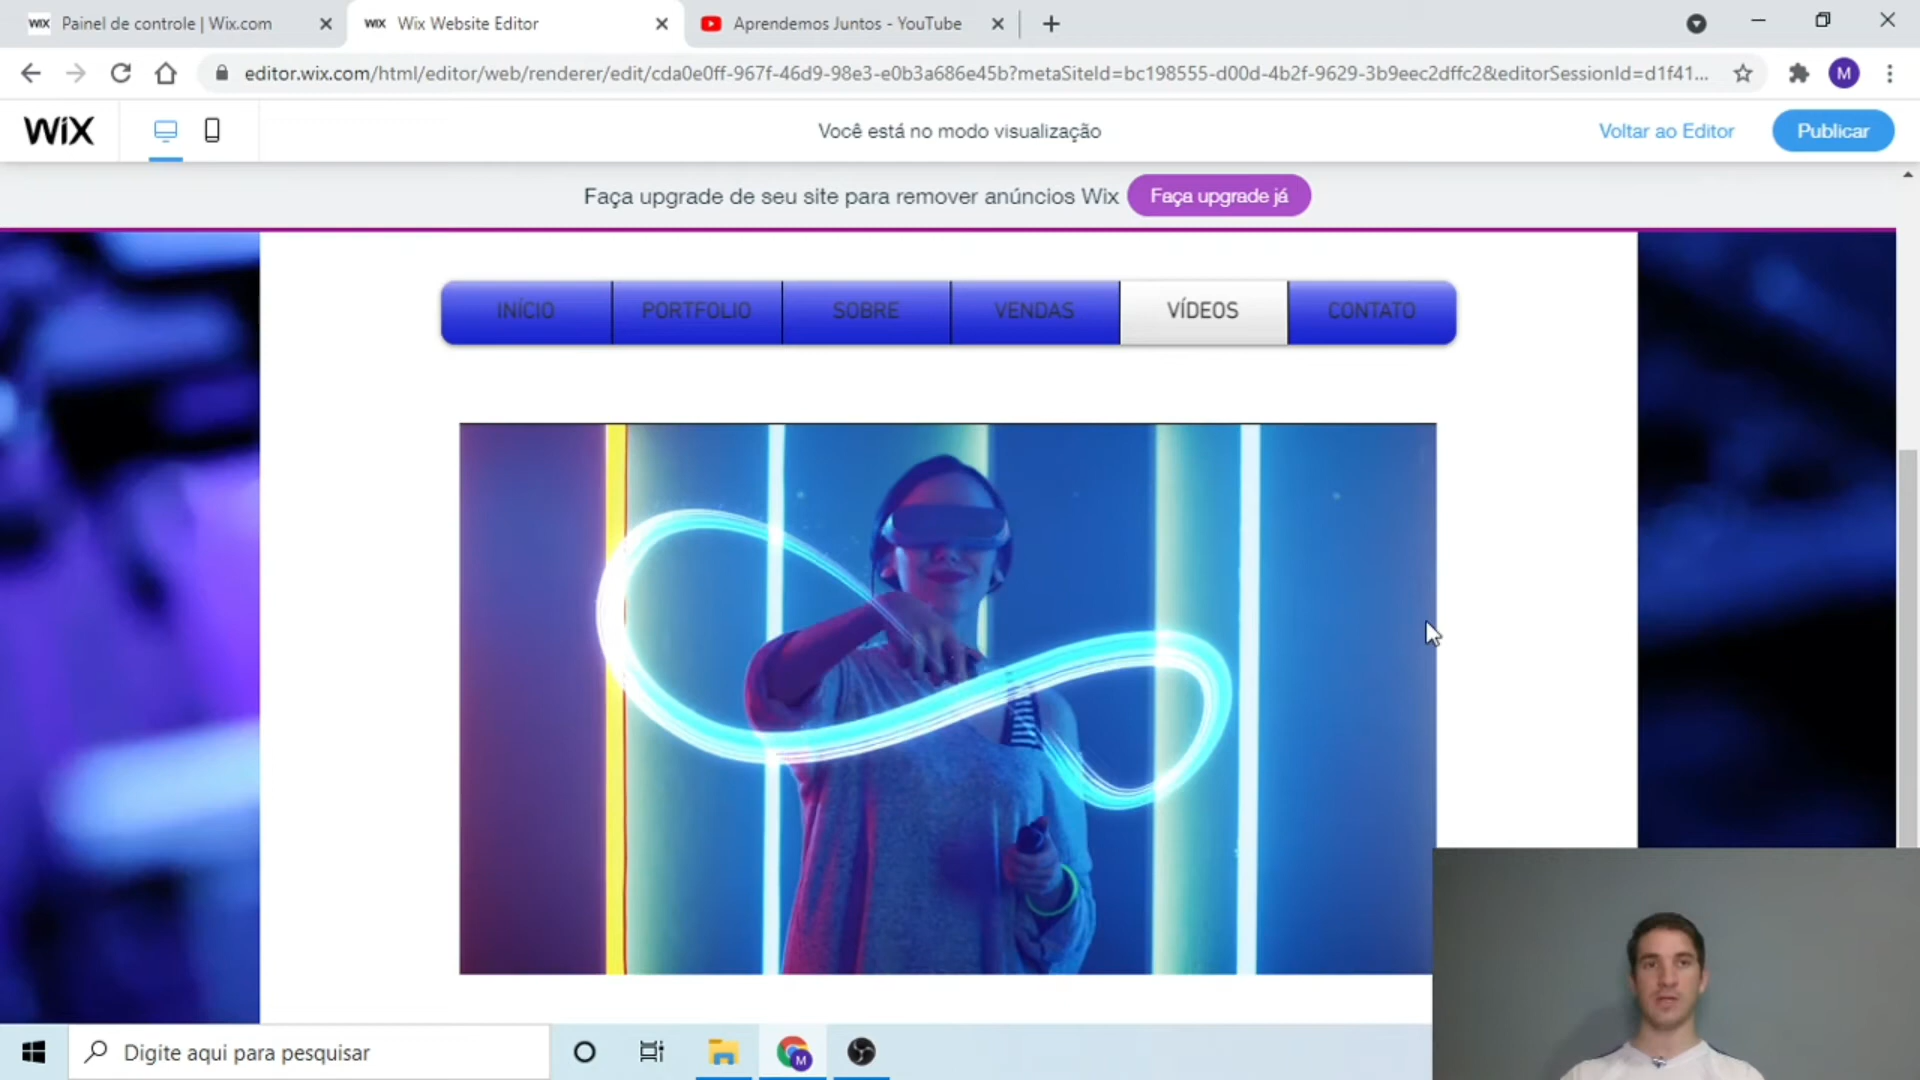 WiX Painel de controle | Wix.com
WiX Wix Website Editor
Aprendemos Juntos - YouTube
editor.wix.com/html/editor/web/renderer/edit/cda0e0ff-967f-46d9-98e3-e0b3a686e45b?metaSiteId=bc198555-d00d-4b2f-9629-3b9eec2dffc2&editorSessionId=d1f41...
M
WiX
Você está no modo visualização
Voltar ao Editor
Publicar
Faça upgrade de seu site para remover anúncios Wix
Faça upgrade já
INÍCIO
PORTFOLIO
SOBRE
VENDAS
VÍDEOS
CONTATO
Digite aqui para pesquisar
M